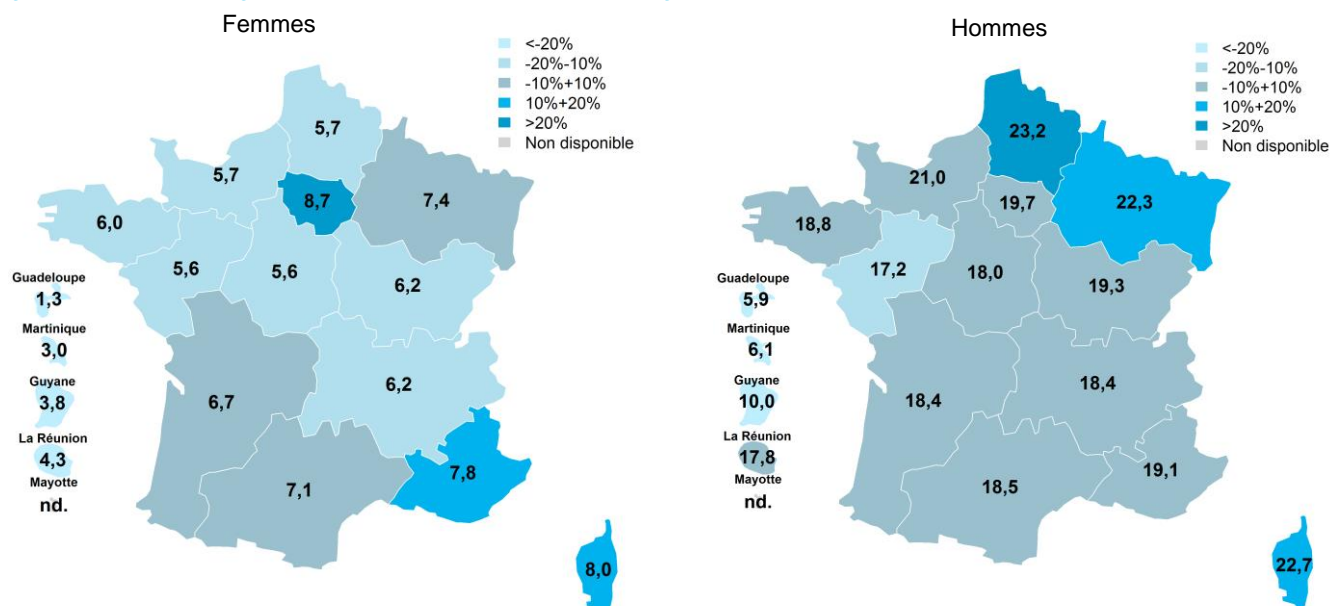 Femmes
<-20%
-20%-10%
-10%+10%
10%+20%
>20%
Non disponible
5,7
5,7
8,7
7,4
6,0
5,6
5,6
6,2
Guadeloupe
1,3
Martinique
3,0
Guyane
3,8
La Réunion
4,3
Mayotte
nd.
6,7
6,2
7,1
7,8
8,0
Hommes
<-20%
-20%-10%
-10%+10%
10%+20%
>20%
Non disponible
23,2
21,0
19,7
22,3
18,8
17,2
18,0
19,3
Guadeloupe
5,9
Martinique
6,1
Guyane
10,0
La Réunion
17,8
Mayotte
nd.
18,4
18,4
18,5
19,1
22,7